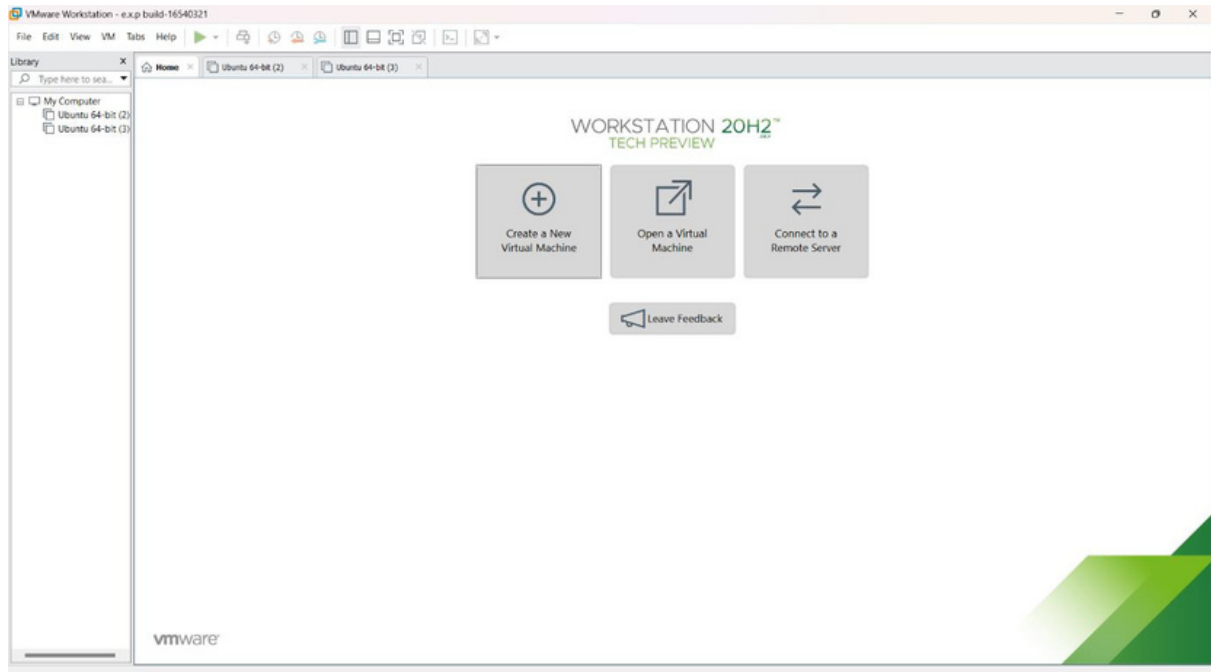 VMware Workstation - e.x.p build-16540321
File Edit View VM Tabs Help
Library X
Type here to sea...
My Computer
Ubuntu 64-bit (2)
Ubuntu 64-bit (3)
Home
Ubuntu 64-bit (2)
Ubuntu 64-bit (3)
WORKSTATION 20H2™
TECH PREVIEW
Create a New
Virtual Machine
Open a Virtual
Machine
Connect to a
Remote Server
Leave Feedback
vmware